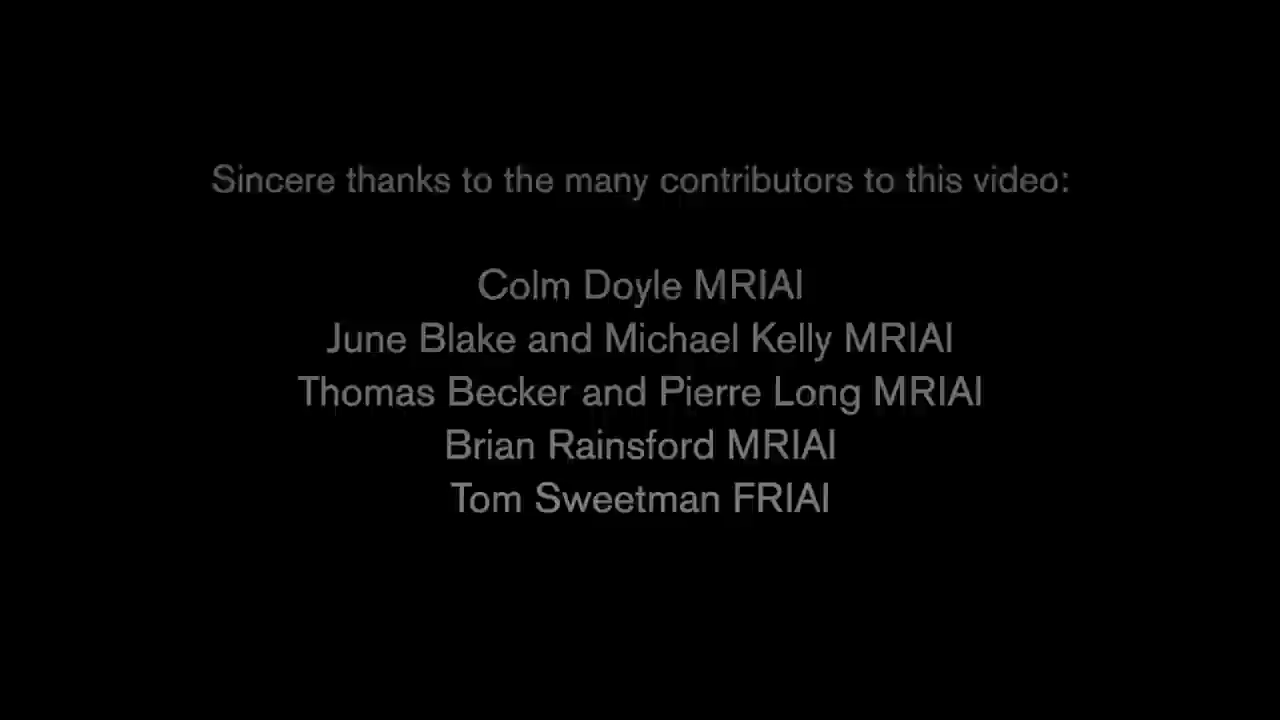 Sincere thanks to the many contributors to this video:
Colm Doyle MRIAI
June Blake and Michael Kelly MRIAI
Thomas Becker and Pierre Long MRIAI
Brian Rainsford MRIAI
Tom Sweetman FRIAI